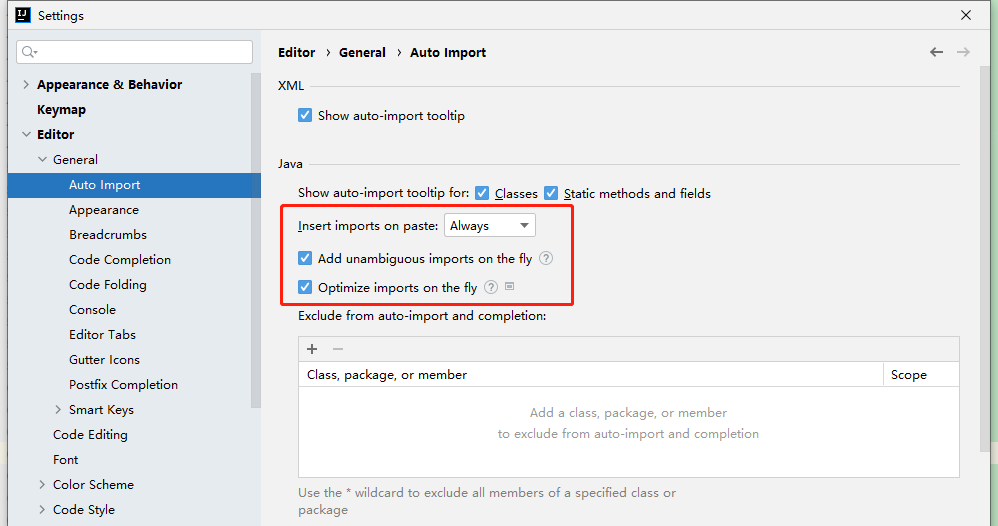 IJ Settings
Appearance & Behavior
Keymap
Editor
General
Auto Import
Appearance
Breadcrumbs
Code Completion
Code Folding
Console
Editor Tabs
Gutter Icons
Postfix Completion
Smart Keys
Code Editing
Font
Color Scheme
Code Style
Editor › General › Auto Import
XML
Show auto-import tooltip
Java
Show auto-import tooltip for: Classes Static methods and fields
Insert imports on paste: Always
Add unambiguous imports on the fly ?
Optimize imports on the fly ?
Exclude from auto-import and completion:
Class, package, or member Scope
Add a class, package, or member
to exclude from auto-import and completion
Use the * wildcard to exclude all members of a specified class or
package